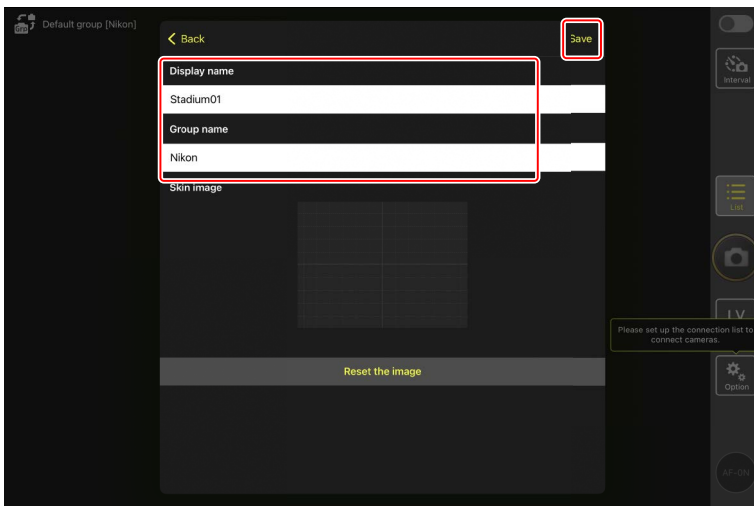 Grp
Default group [Nikon]
Back
Save
Display name
Stadium01
Group name
Nikon
Skin image
Reset the image
Interval
List
LV
Please set up the connection list to
connect cameras.
Option
AF-ON